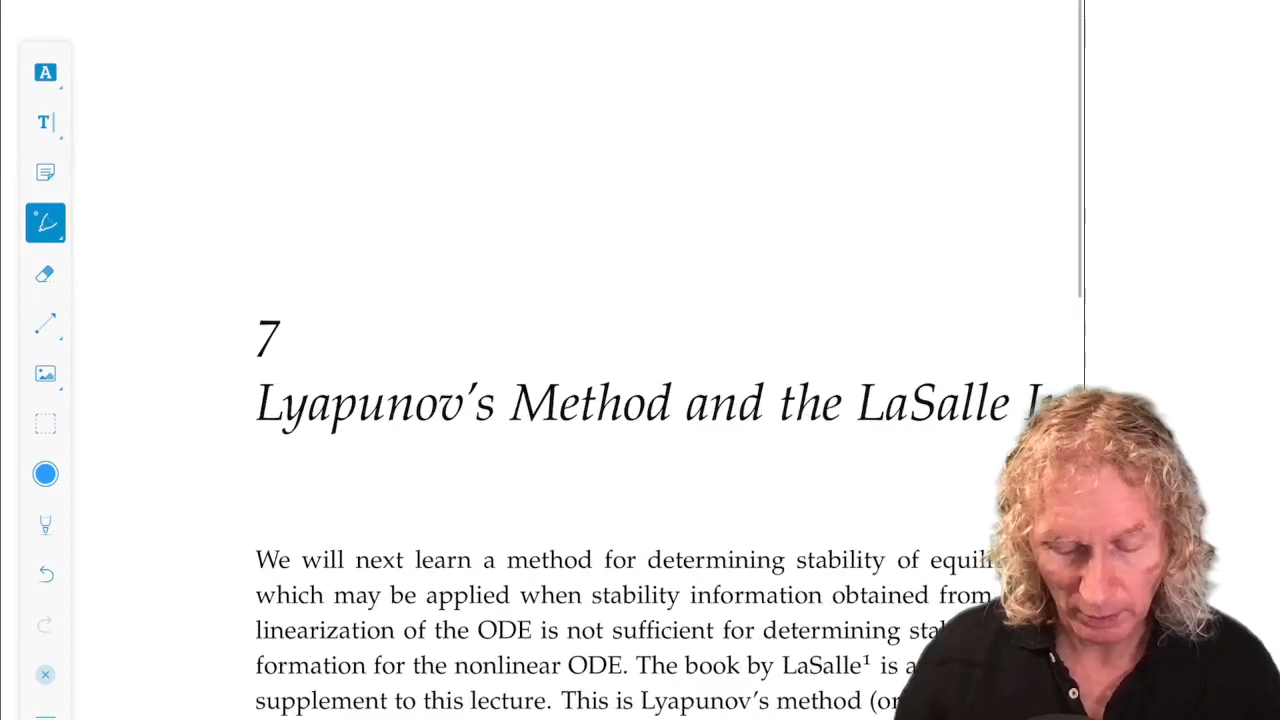 A
T
7
Lyapunov's Method and the LaSalle
We will next learn a method for determining stability of
which may be applied when stability information obtained from
linearization of the ODE is not sufficient for determining
formation for the nonlinear ODE. The book by LaSalle¹ is a
supplement to this lecture. This is Lyapunov's method (or